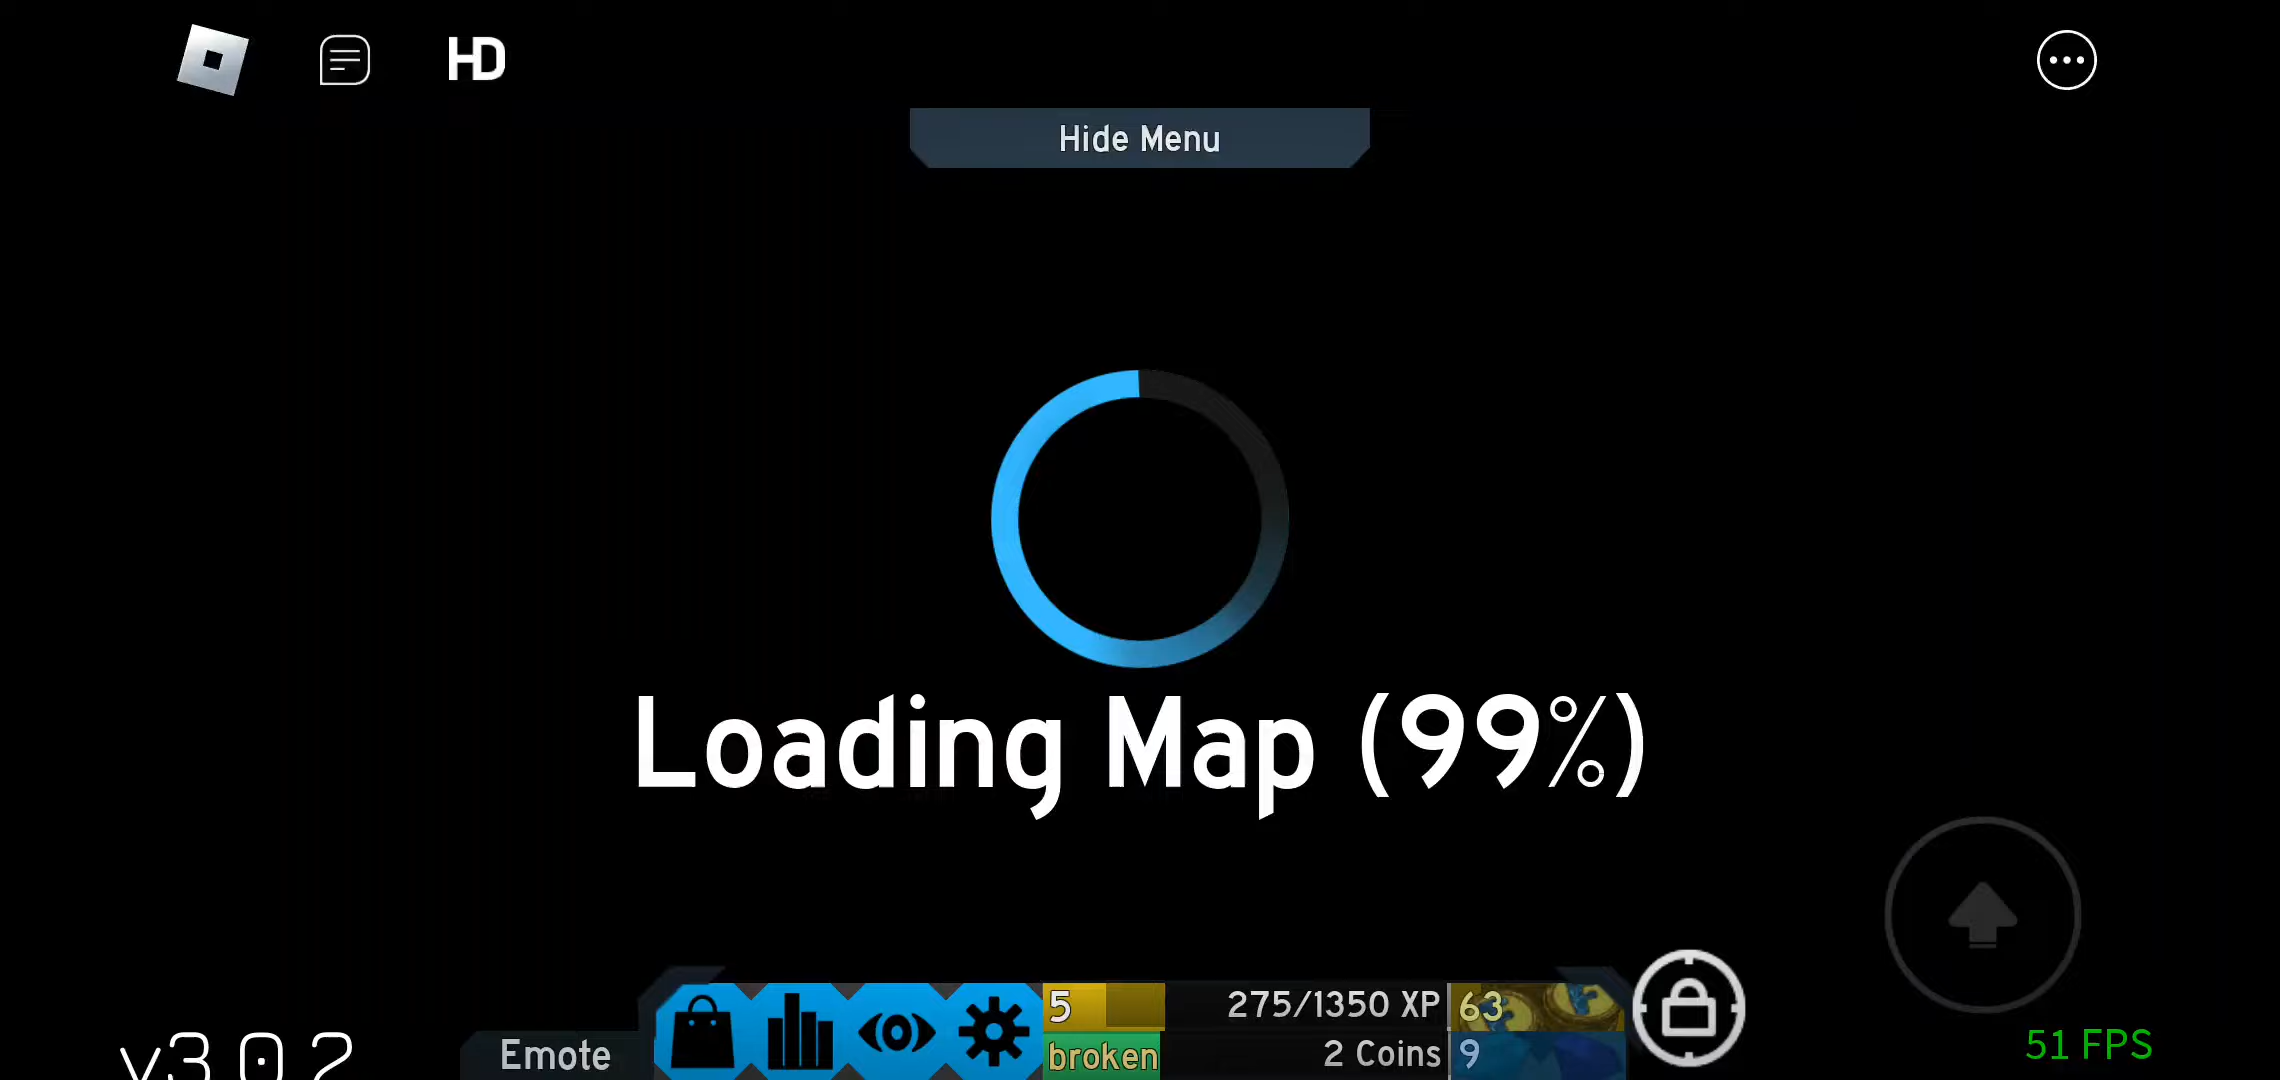 HD
Hide Menu
Loading Map (99%)
5
275/1350 XP
63
broken
2 Coins
9
Emote
v3.0.2
51 FPS